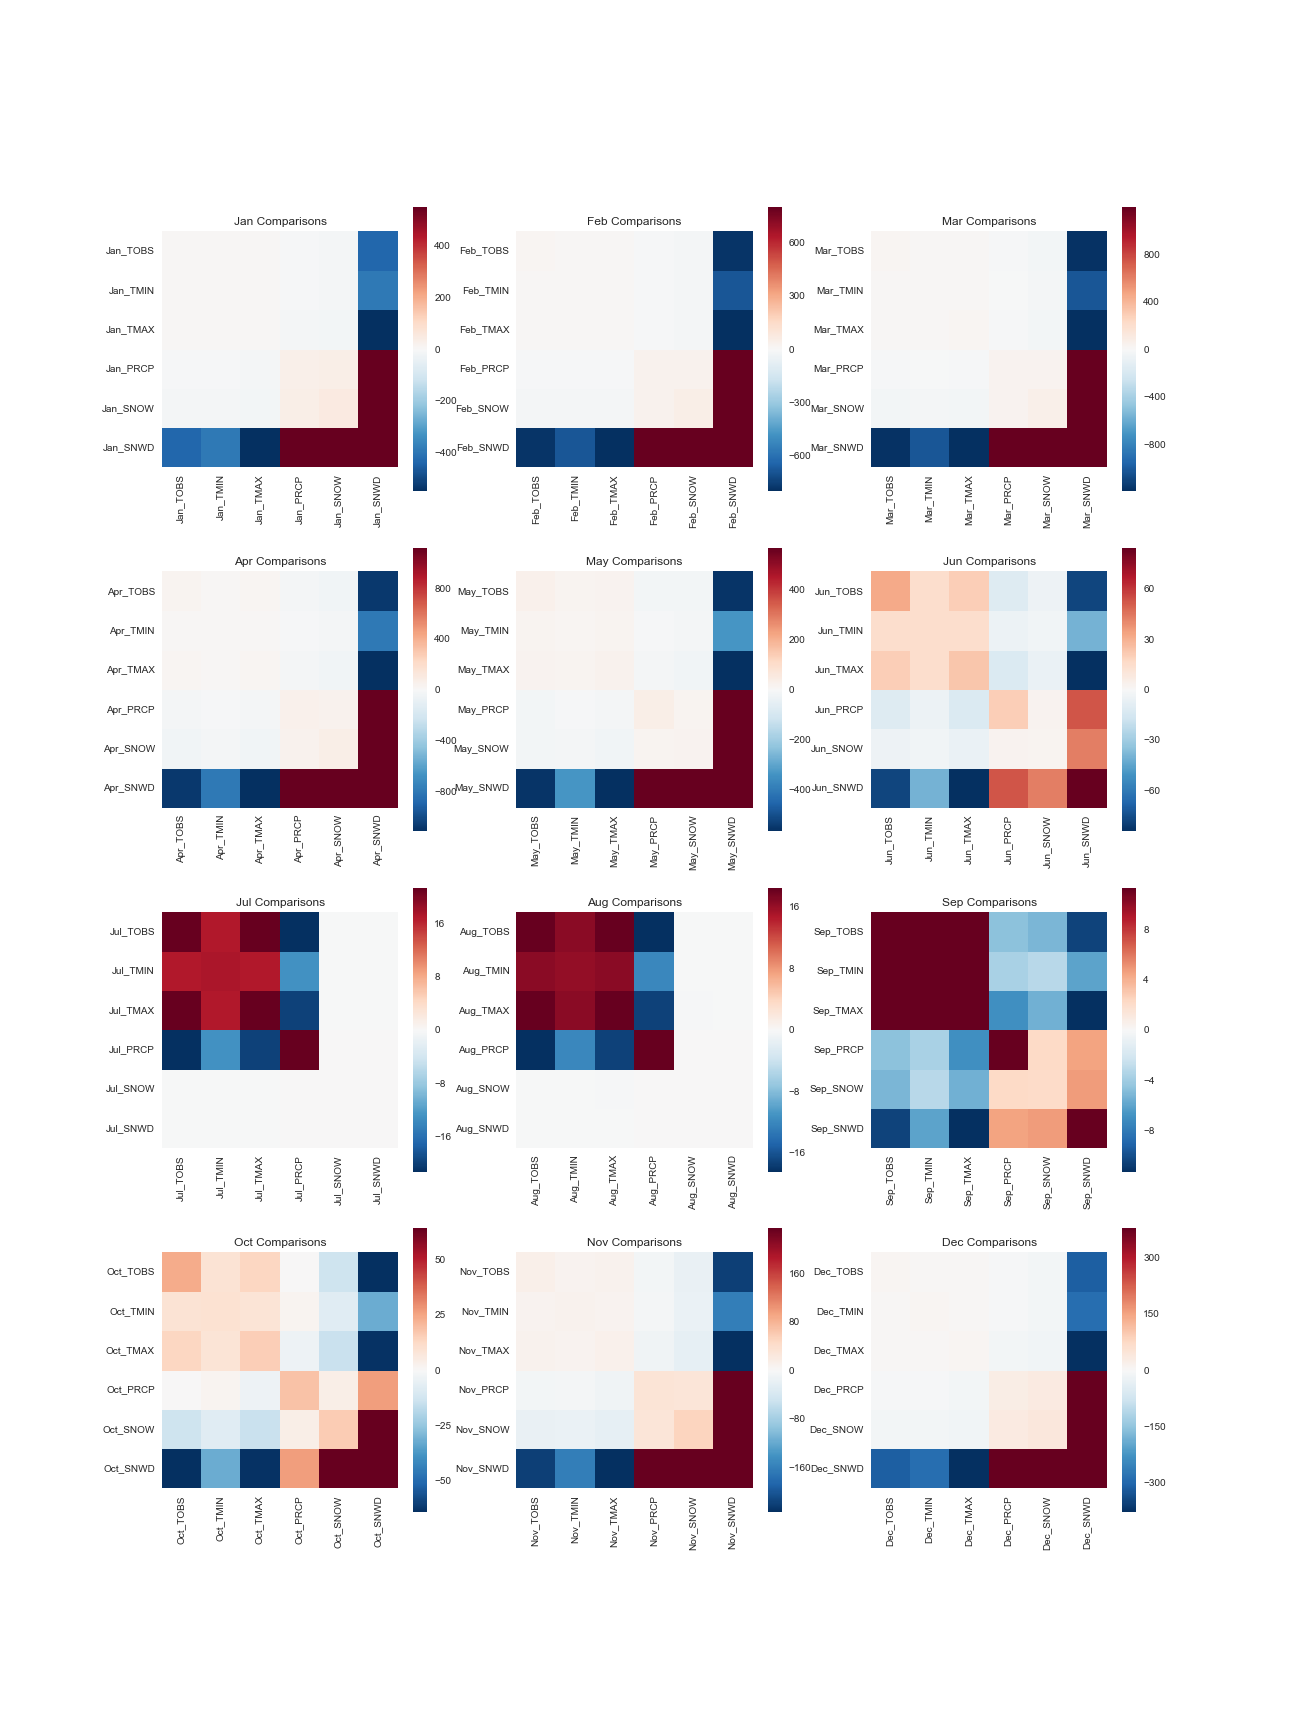 Jan Comparisons
Jan_TOBS
Jan_TMIN
Jan_TMAX
Jan_PRCP
Jan_SNOW
Jan_SNWD
Jan_TOBS Jan_TMIN Jan_TMAX Jan_PRCP Jan_SNOW Jan_SNWD
400
200
0
−200
−400
Feb Comparisons
Feb_TOBS
Feb_TMIN
Feb_TMAX
Feb_PRCP
Feb_SNOW
Feb_SNWD
Feb_TOBS Feb_TMIN Feb_TMAX Feb_PRCP Feb_SNOW Feb_SNWD
600
300
0
−300
−600
Mar Comparisons
Mar_TOBS
Mar_TMIN
Mar_TMAX
Mar_PRCP
Mar_SNOW
Mar_SNWD
Mar_TOBS Mar_TMIN Mar_TMAX Mar_PRCP Mar_SNOW Mar_SNWD
800
400
0
−400
−800
Apr Comparisons
Apr_TOBS
Apr_TMIN
Apr_TMAX
Apr_PRCP
Apr_SNOW
Apr_SNWD
Apr_TOBS Apr_TMIN Apr_TMAX Apr_PRCP Apr_SNOW Apr_SNWD
800
400
0
−400
−800
May Comparisons
May_TOBS
May_TMIN
May_TMAX
May_PRCP
May_SNOW
May_SNWD
May_TOBS May_TMIN May_TMAX May_PRCP May_SNOW May_SNWD
400
200
0
−200
−400
Jun Comparisons
Jun_TOBS
Jun_TMIN
Jun_TMAX
Jun_PRCP
Jun_SNOW
Jun_SNWD
Jun_TOBS Jun_TMIN Jun_TMAX Jun_PRCP Jun_SNOW Jun_SNWD
60
30
0
−30
−60
Jul Comparisons
Jul_TOBS
Jul_TMIN
Jul_TMAX
Jul_PRCP
Jul_SNOW
Jul_SNWD
Jul_TOBS Jul_TMIN Jul_TMAX Jul_PRCP Jul_SNOW Jul_SNWD
16
8
0
−8
−16
Aug Comparisons
Aug_TOBS
Aug_TMIN
Aug_TMAX
Aug_PRCP
Aug_SNOW
Aug_SNWD
Aug_TOBS Aug_TMIN Aug_TMAX Aug_PRCP Aug_SNOW Aug_SNWD
16
8
0
−8
−16
Sep Comparisons
Sep_TOBS
Sep_TMIN
Sep_TMAX
Sep_PRCP
Sep_SNOW
Sep_SNWD
Sep_TOBS Sep_TMIN Sep_TMAX Sep_PRCP Sep_SNOW Sep_SNWD
8
4
0
−4
−8
Oct Comparisons
Oct_TOBS
Oct_TMIN
Oct_TMAX
Oct_PRCP
Oct_SNOW
Oct_SNWD
Oct_TOBS Oct_TMIN Oct_TMAX Oct_PRCP Oct_SNOW Oct_SNWD
50
25
0
−25
−50
Nov Comparisons
Nov_TOBS
Nov_TMIN
Nov_TMAX
Nov_PRCP
Nov_SNOW
Nov_SNWD
Nov_TOBS Nov_TMIN Nov_TMAX Nov_PRCP Nov_SNOW Nov_SNWD
160
80
0
−80
−160
Dec Comparisons
Dec_TOBS
Dec_TMIN
Dec_TMAX
Dec_PRCP
Dec_SNOW
Dec_SNWD
Dec_TOBS Dec_TMIN Dec_TMAX Dec_PRCP Dec_SNOW Dec_SNWD
300
150
0
−150
−300